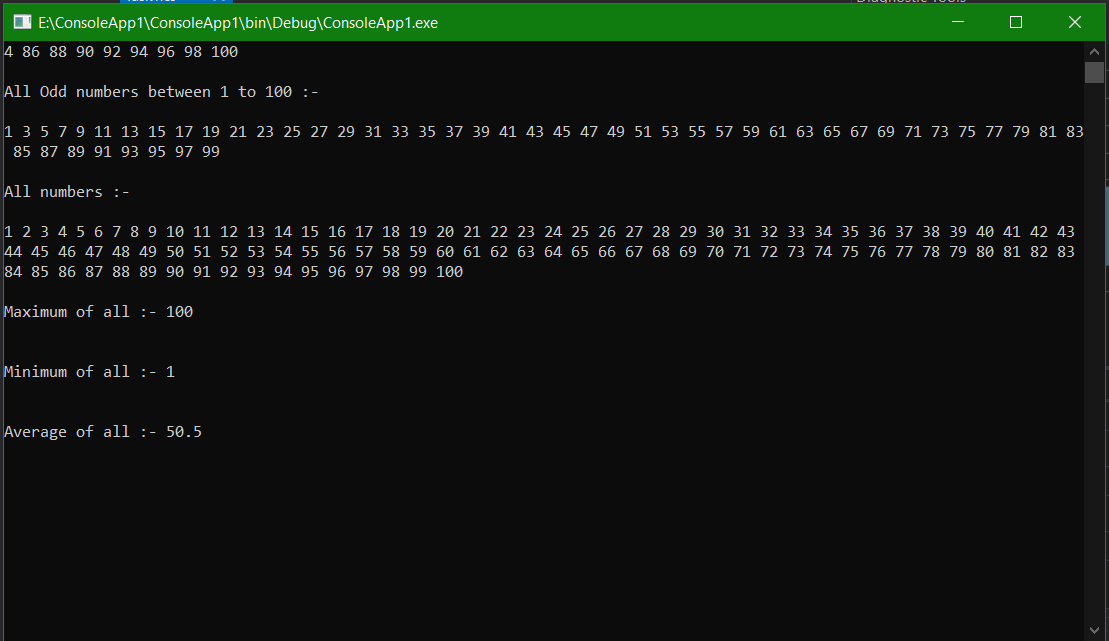 E:\ConsoleApp1\ConsoleApp1\bin\Debug\ConsoleApp1.exe
4 86 88 90 92 94 96 98 100
All Odd numbers between 1 to 100 :-
1 3 5 7 9 11 13 15 17 19 21 23 25 27 29 31 33 35 37 39 41 43 45 47 49 51 53 55 57 59 61 63 65 67 69 71 73 75 77 79 81 83
85 87 89 91 93 95 97 99
All numbers :-
1 2 3 4 5 6 7 8 9 10 11 12 13 14 15 16 17 18 19 20 21 22 23 24 25 26 27 28 29 30 31 32 33 34 35 36 37 38 39 40 41 42 43
44 45 46 47 48 49 50 51 52 53 54 55 56 57 58 59 60 61 62 63 64 65 66 67 68 69 70 71 72 73 74 75 76 77 78 79 80 81 82 83
84 85 86 87 88 89 90 91 92 93 94 95 96 97 98 99 100
Maximum of all :- 100
Minimum of all :- 1
Average of all :- 50.5